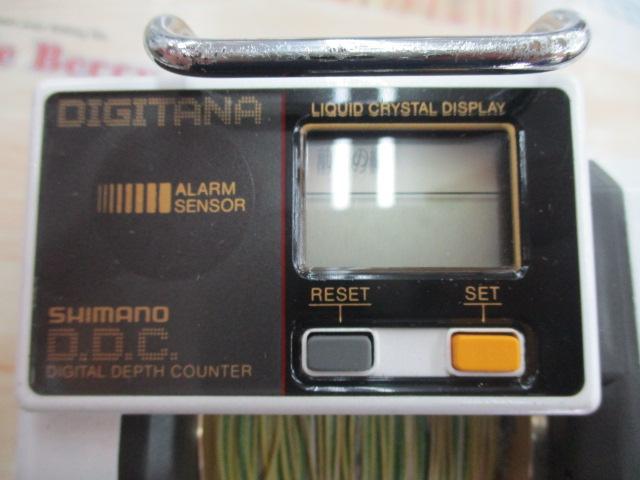 DIGITANA
LIQUID CRYSTAL DISPLAY
ALARM
SENSOR
RESET
SET
SHIMANO
D.D.C.
DIGITAL DEPTH COUNTER